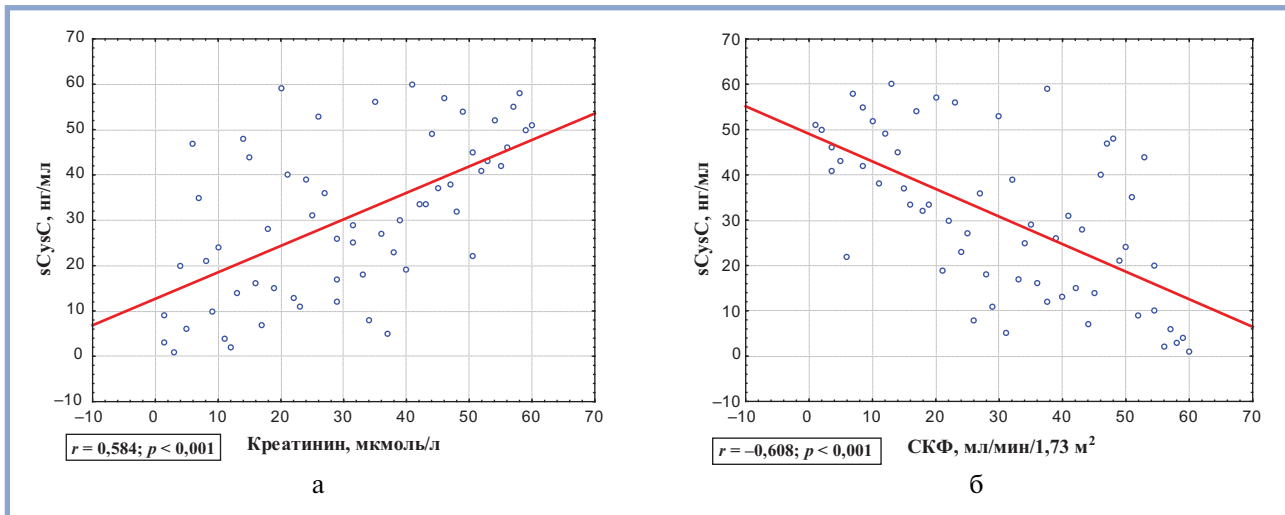 70
60
50
40
30
20
10
0
–10
sCysC, нг/мл
–10 0 10 20 30 40 50 60 70
r = 0,584; p < 0,001
Креатинин, мкмоль/л
а
70
60
50
40
30
20
10
0
–10
sCysC, нг/мл
–10 0 10 20 30 40 50 60 70
r = –0,608; p < 0,001
СКФ, мл/мин/1,73 м²
б